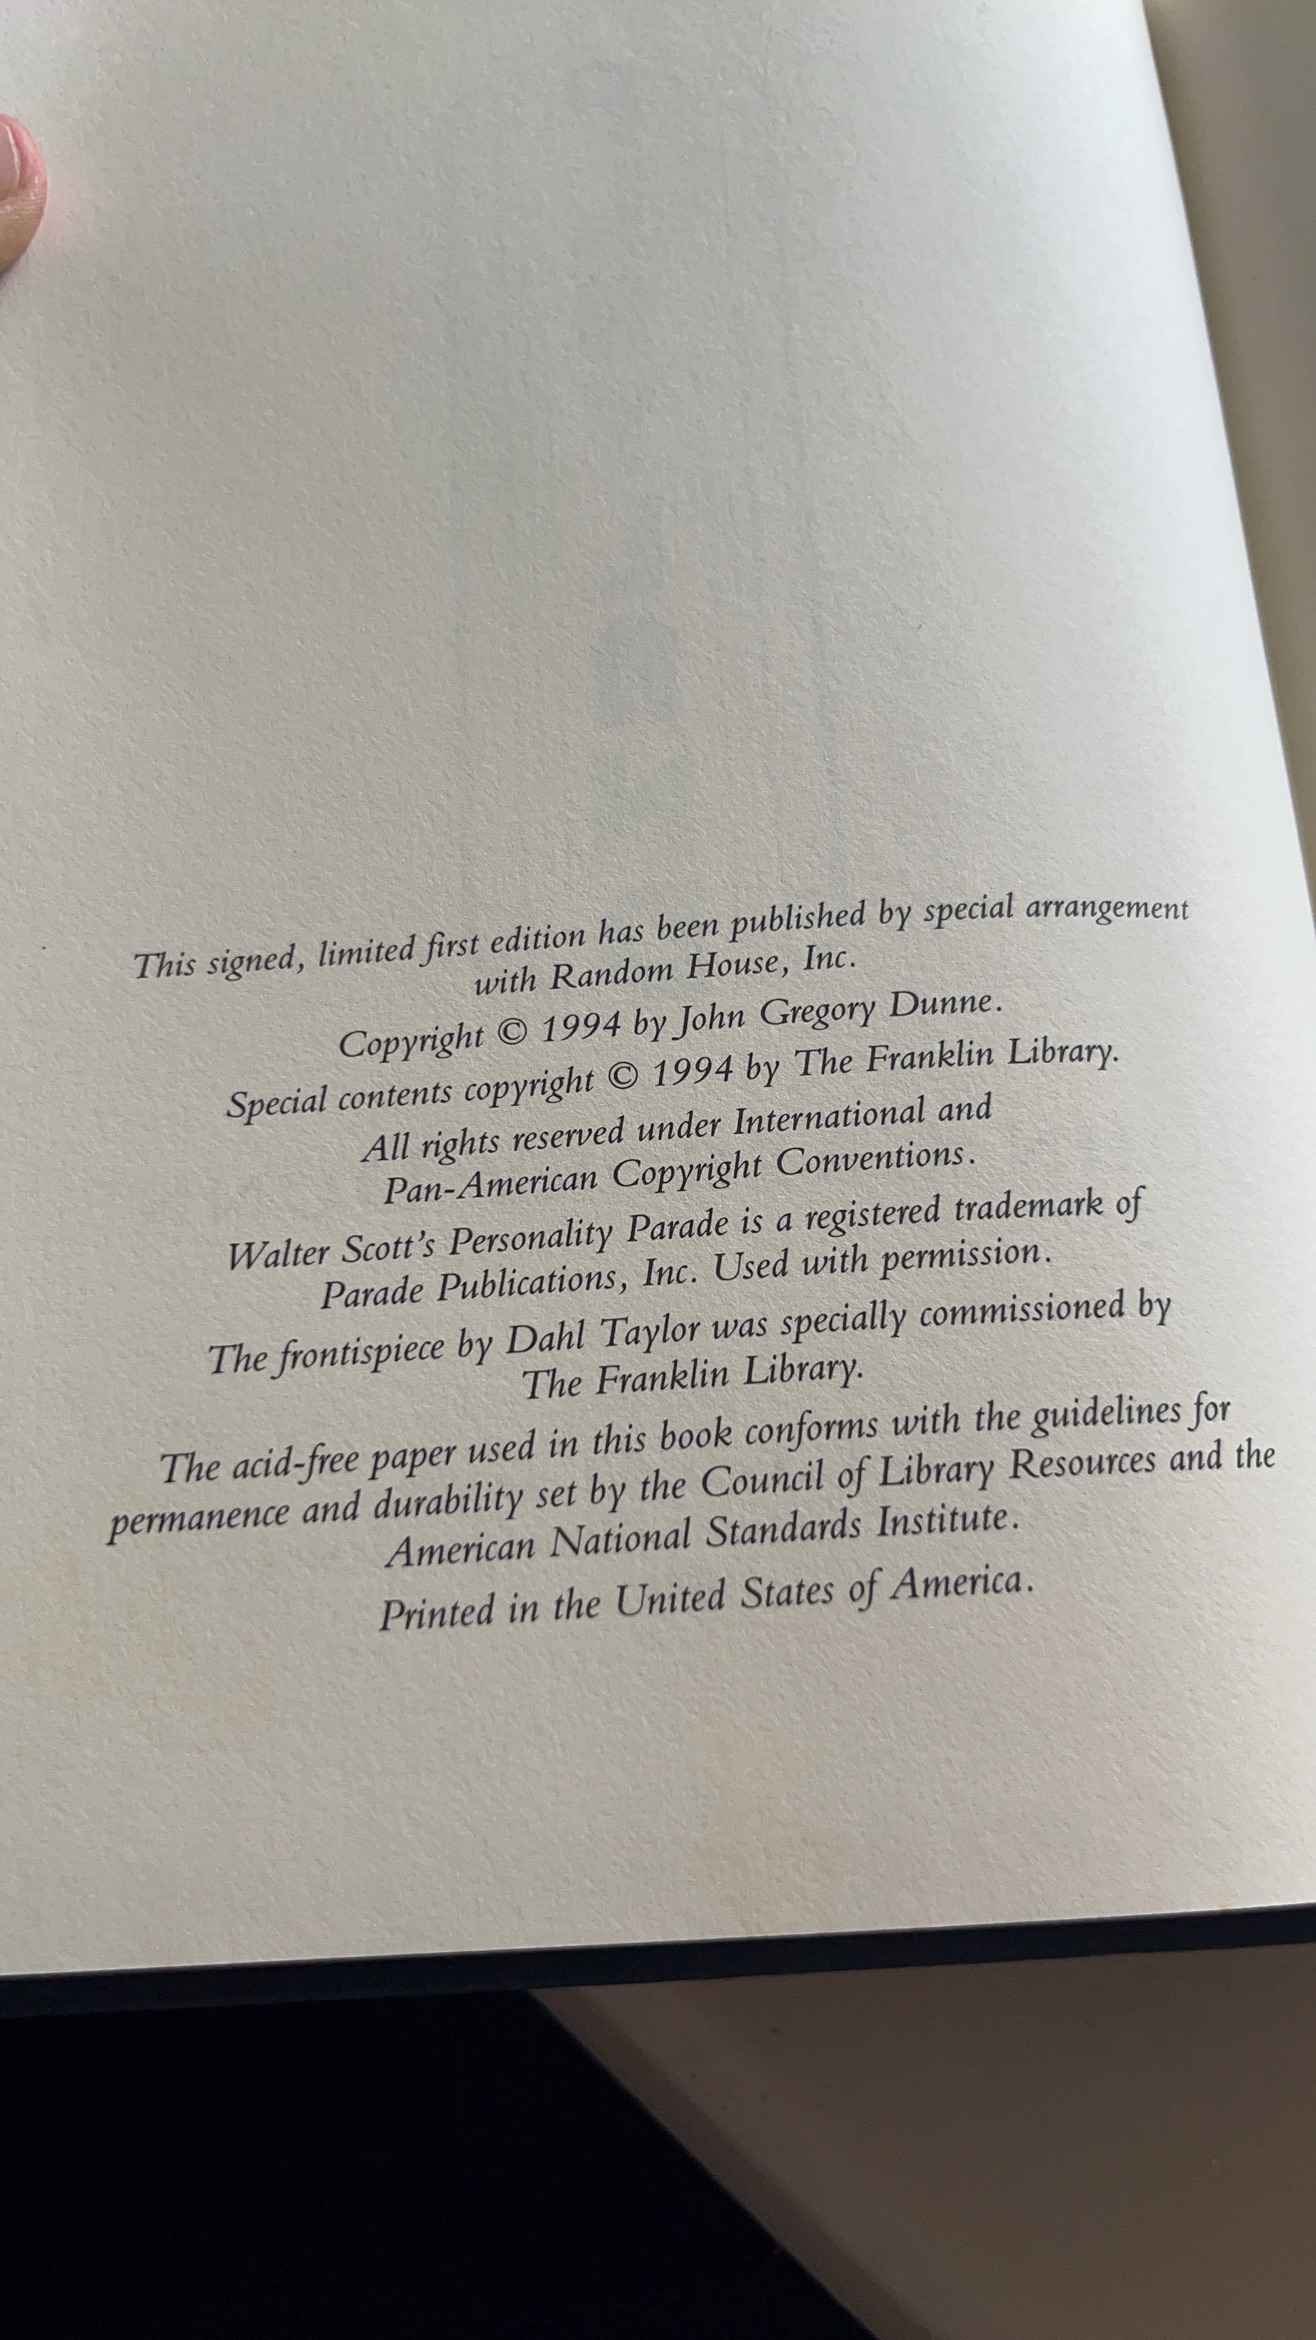 This signed, limited first edition has been published by special arrangement
with Random House, Inc.
Copyright © 1994 by John Gregory Dunne.
Special contents copyright © 1994 by The Franklin Library.
All rights reserved under International and
Pan-American Copyright Conventions.
Walter Scott's Personality Parade is a registered trademark of
Parade Publications, Inc. Used with permission.
The frontispiece by Dahl Taylor was specially commissioned by
The Franklin Library.
The acid-free paper used in this book conforms with the guidelines for
permanence and durability set by the Council of Library Resources and the
American National Standards Institute.
Printed in the United States of America.